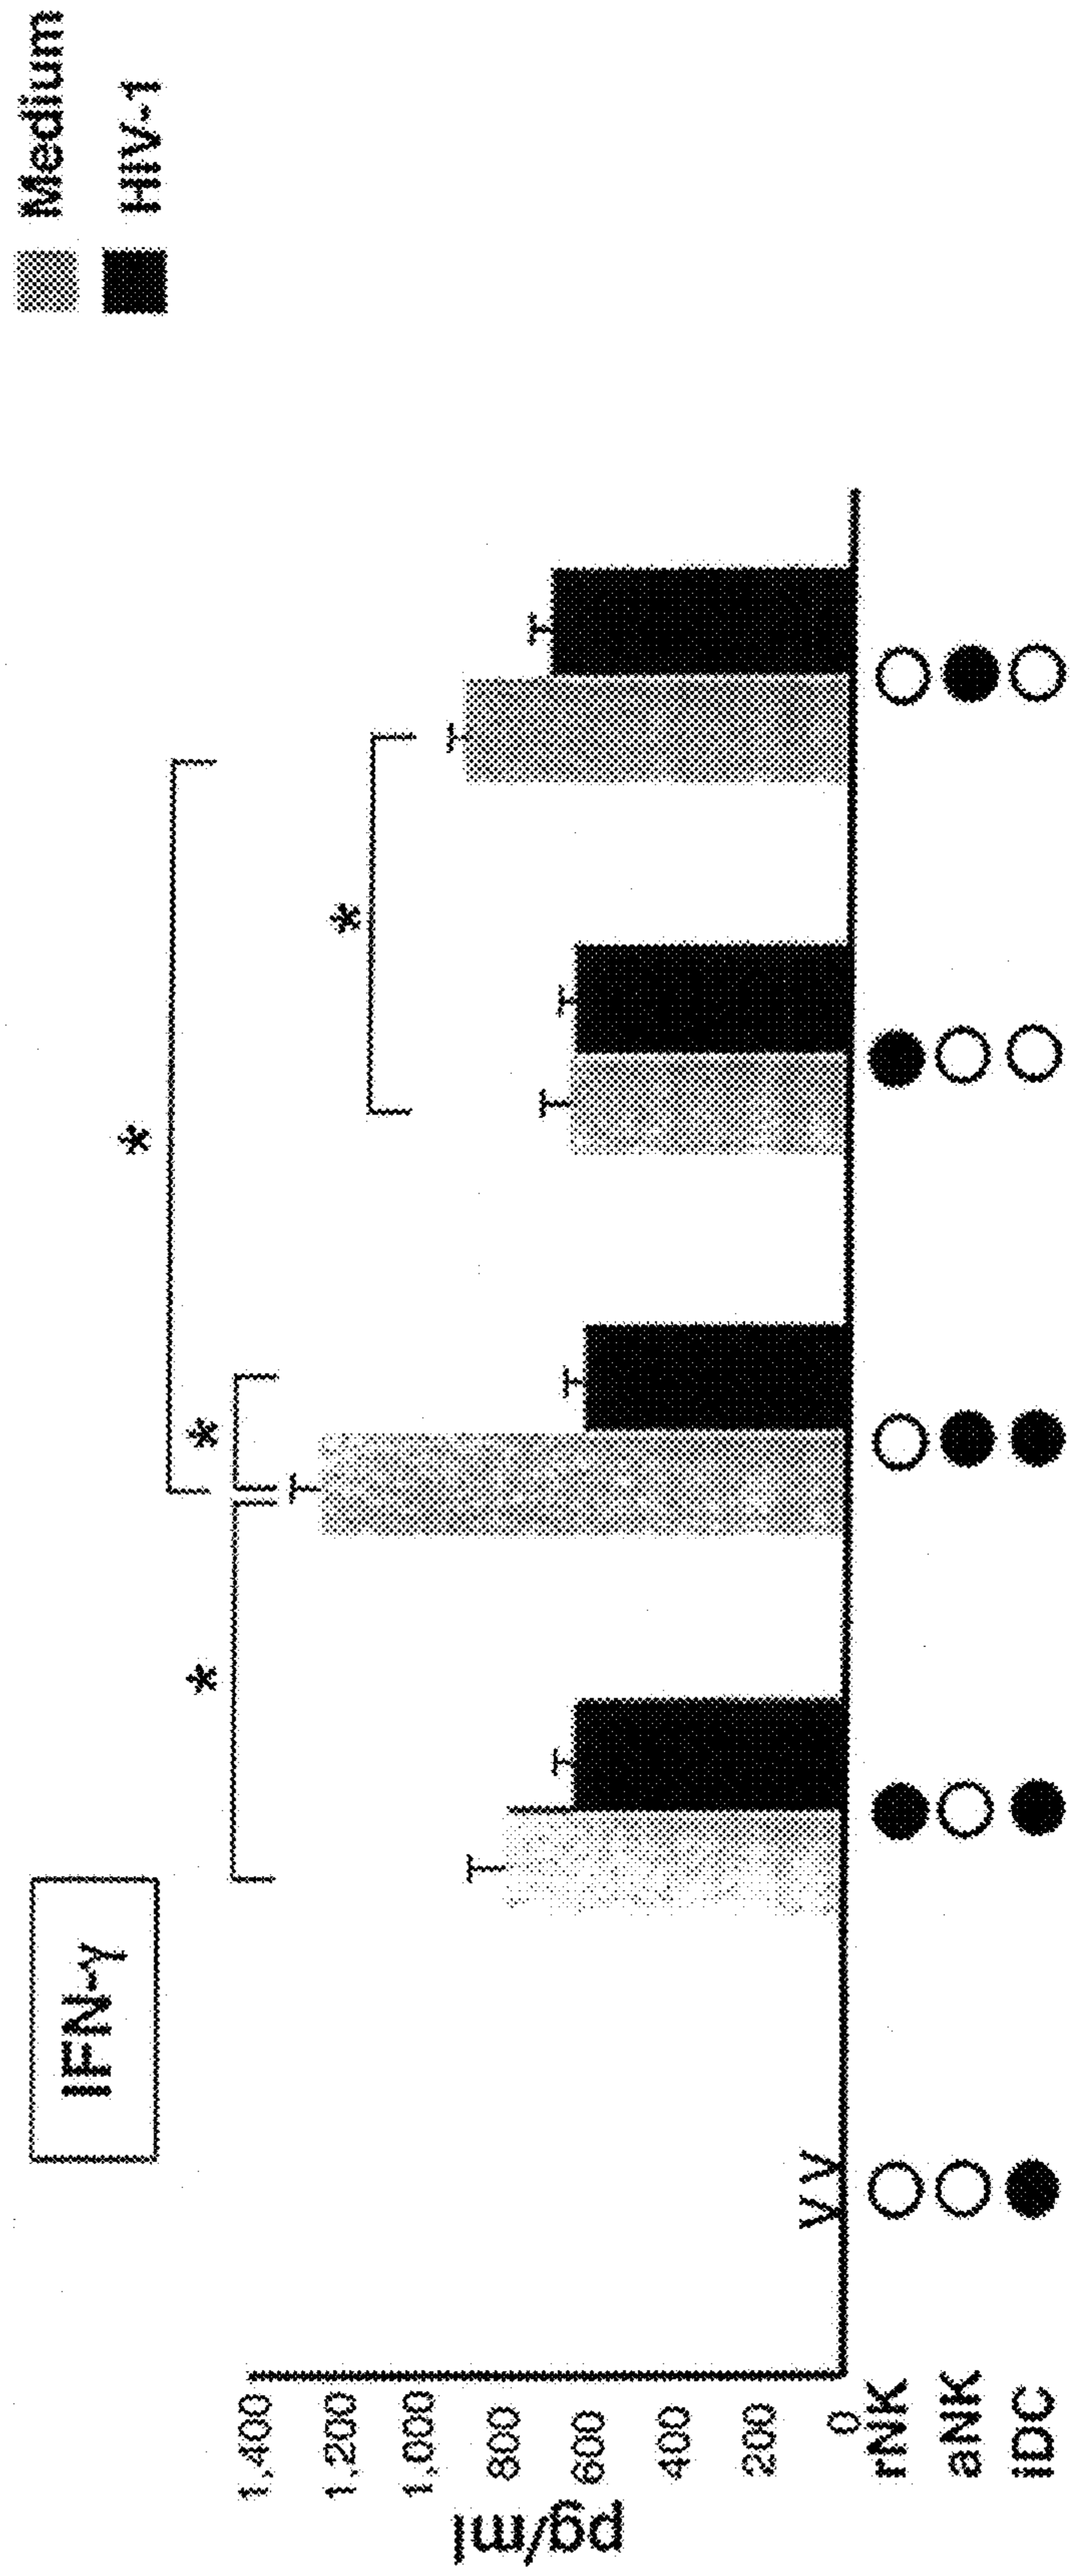 IFN-γ
Medium
HIV-1
pg/ml
1,400
1,200
1,000
800
600
400
200
0
*
*
*
*
V V
rNK
aNK
iDC